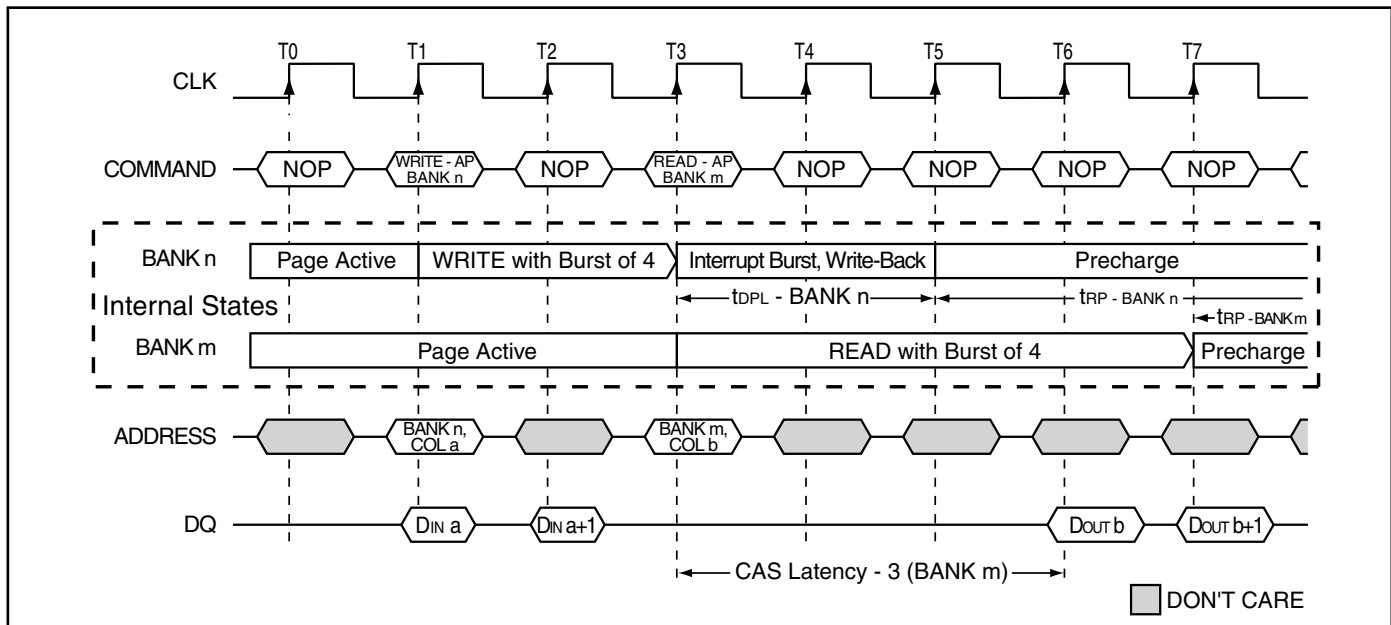 T0 T1 T2 T3 T4 T5 T6 T7
CLK
COMMAND NOP WRITE - AP BANK n NOP READ - AP BANK m NOP NOP NOP NOP
BANK n Page Active WRITE with Burst of 4 Interrupt Burst, Write-Back Precharge
tDPL - BANK n tRP - BANK n
Internal States
tRP - BANK m
BANK m Page Active READ with Burst of 4 Precharge
ADDRESS BANK n, COL a BANK m, COL b
DQ DIN a DIN a+1 DOUT b DOUT b+1
CAS Latency - 3 (BANK m)
DON'T CARE